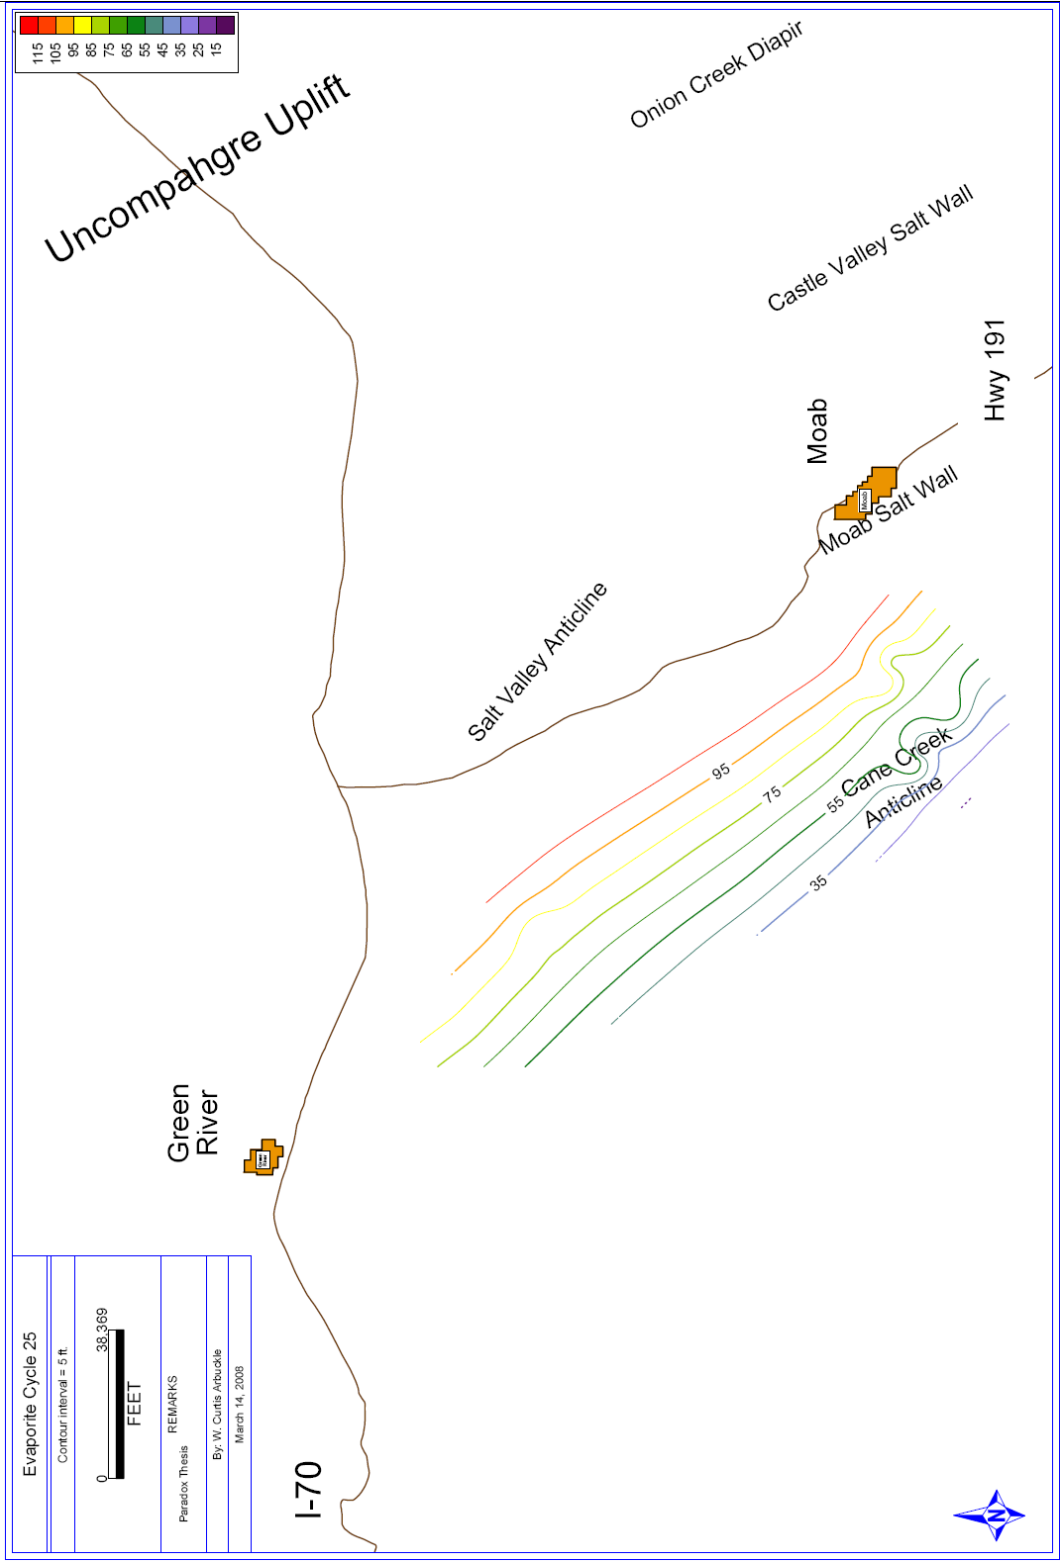 115
105
95
85
75
65
55
45
35
25
15
Uncompahgre Uplift
Onion Creek Diapir
Castle Valley Salt Wall
Hwy 191
Moab
Moab
Moab Salt Wall
Salt Valley Anticline
95
75
55
35
Cane Creek
Anticline
Green
River
Green
River
I-70
Evaporite Cycle 25
Contour interval = 5 ft.
0 38,369
FEET
REMARKS
Paradox Thesis
By: W. Curtis Arbuckle
March 14, 2008
N